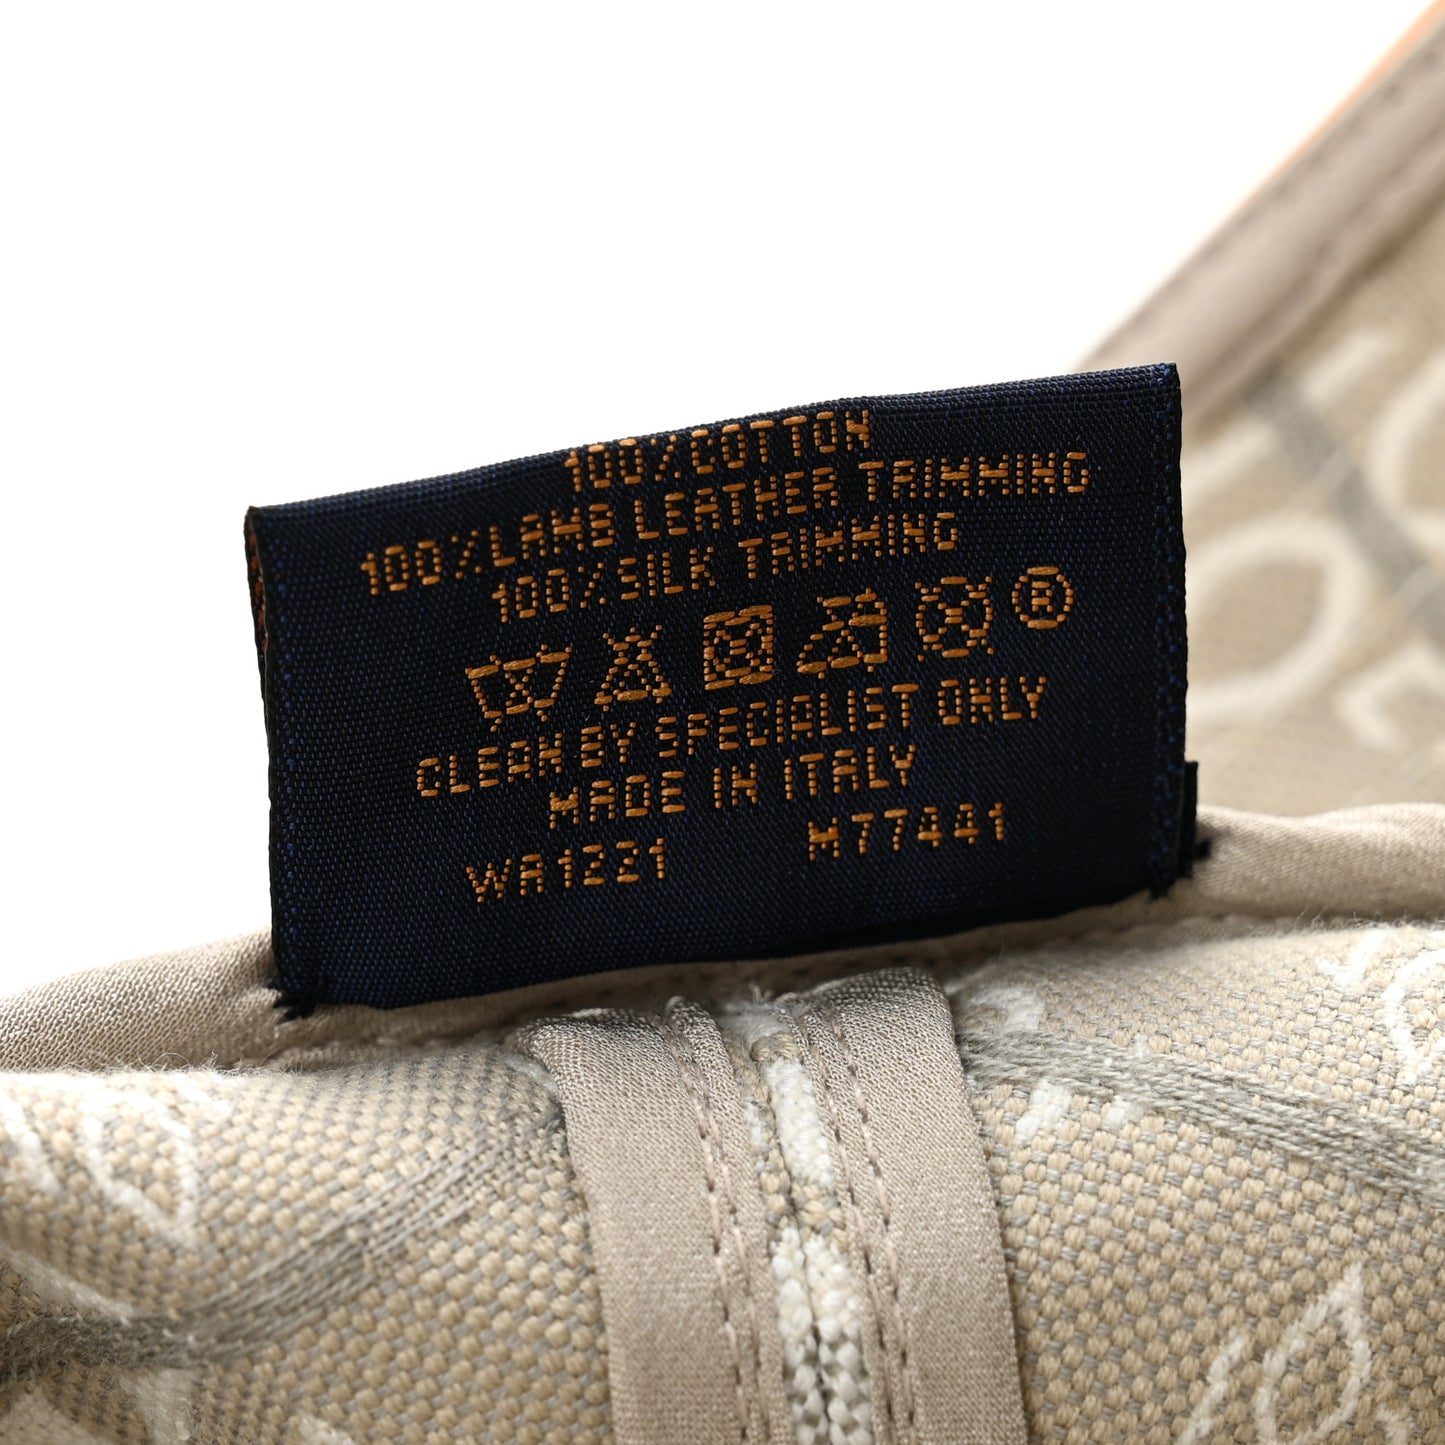 100%COTTON
100%LAMB LEATHER TRIMMING
100%SILK TRIMMING
®
CLEAN BY SPECIALIST ONLY
MADE IN ITALY
WA1221 M77441